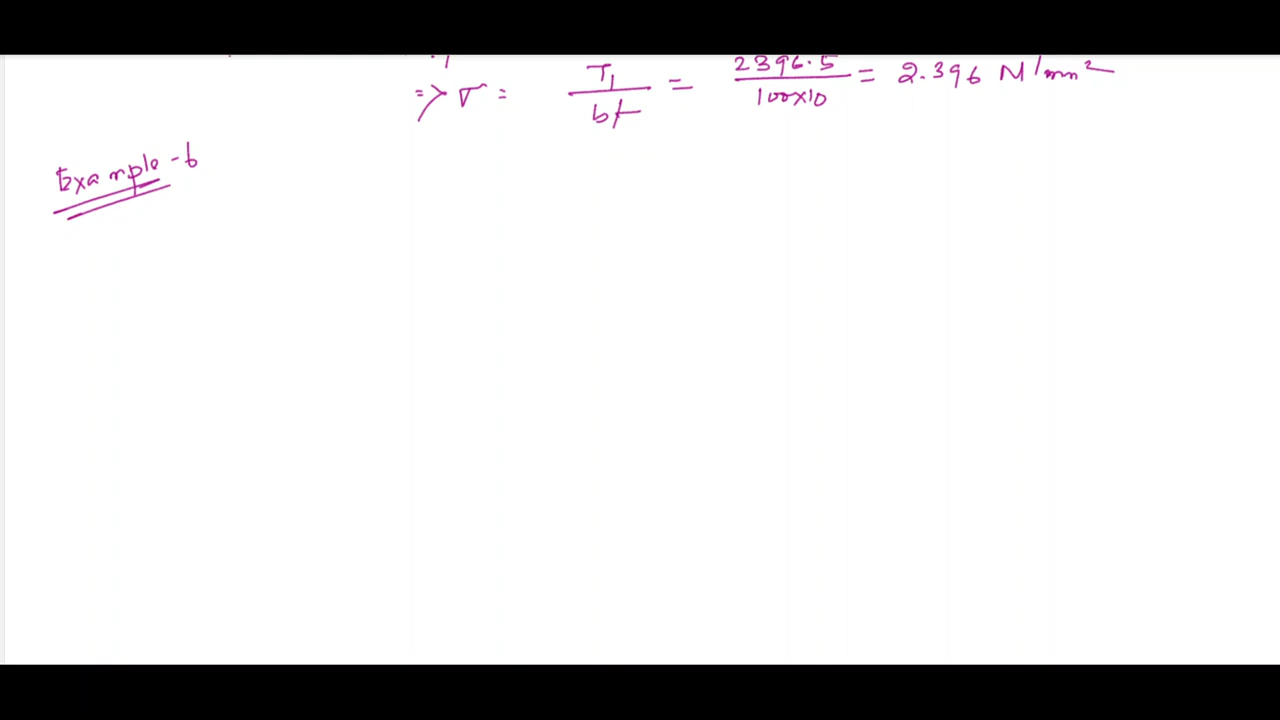 => σ = T1/bt = 2396.5/100×10 = 2.396 N/mm²
Example-6